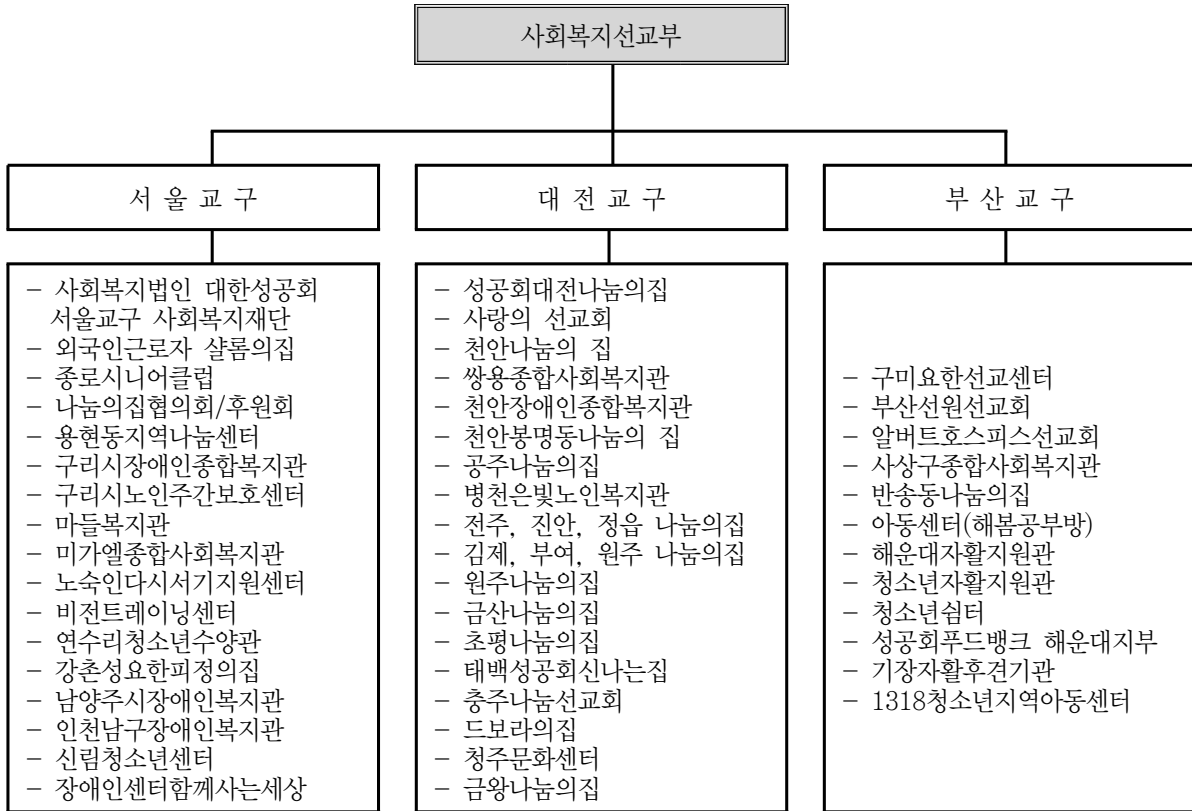 사회복지선교부
서 울 교 구
- 사회복지법인 대한성공회
서울교구 사회복지재단
- 외국인근로자 샬롬의집
- 종로시니어클럽
- 나눔의집협의회/후원회
- 용현동지역나눔센터
- 구리시장애인종합복지관
- 구리시노인주간보호센터
- 마들복지관
- 미가엘종합사회복지관
- 노숙인다시서기지원센터
- 비전트레이닝센터
- 연수리청소년수양관
- 강촌성요한피정의집
- 남양주시장애인복지관
- 인천남구장애인복지관
- 신림청소년센터
- 장애인센터함께사는세상
대 전 교 구
- 성공회대전나눔의집
- 사랑의 선교회
- 천안나눔의 집
- 쌍용종합사회복지관
- 천안장애인종합복지관
- 천안봉명동나눔의 집
- 공주나눔의집
- 병천은빛노인복지관
- 전주, 진안, 정읍 나눔의집
- 김제, 부여, 원주 나눔의집
- 원주나눔의집
- 금산나눔의집
- 초평나눔의집
- 태백성공회신나는집
- 충주나눔선교회
- 드보라의집
- 청주문화센터
- 금왕나눔의집
부 산 교 구
- 구미요한선교센터
- 부산선원선교회
- 알버트호스피스선교회
- 사상구종합사회복지관
- 반송동나눔의집
- 아동센터(해봄공부방)
- 해운대자활지원관
- 청소년자활지원관
- 청소년쉼터
- 성공회푸드뱅크 해운대지부
- 기장자활후견기관
- 1318청소년지역아동센터